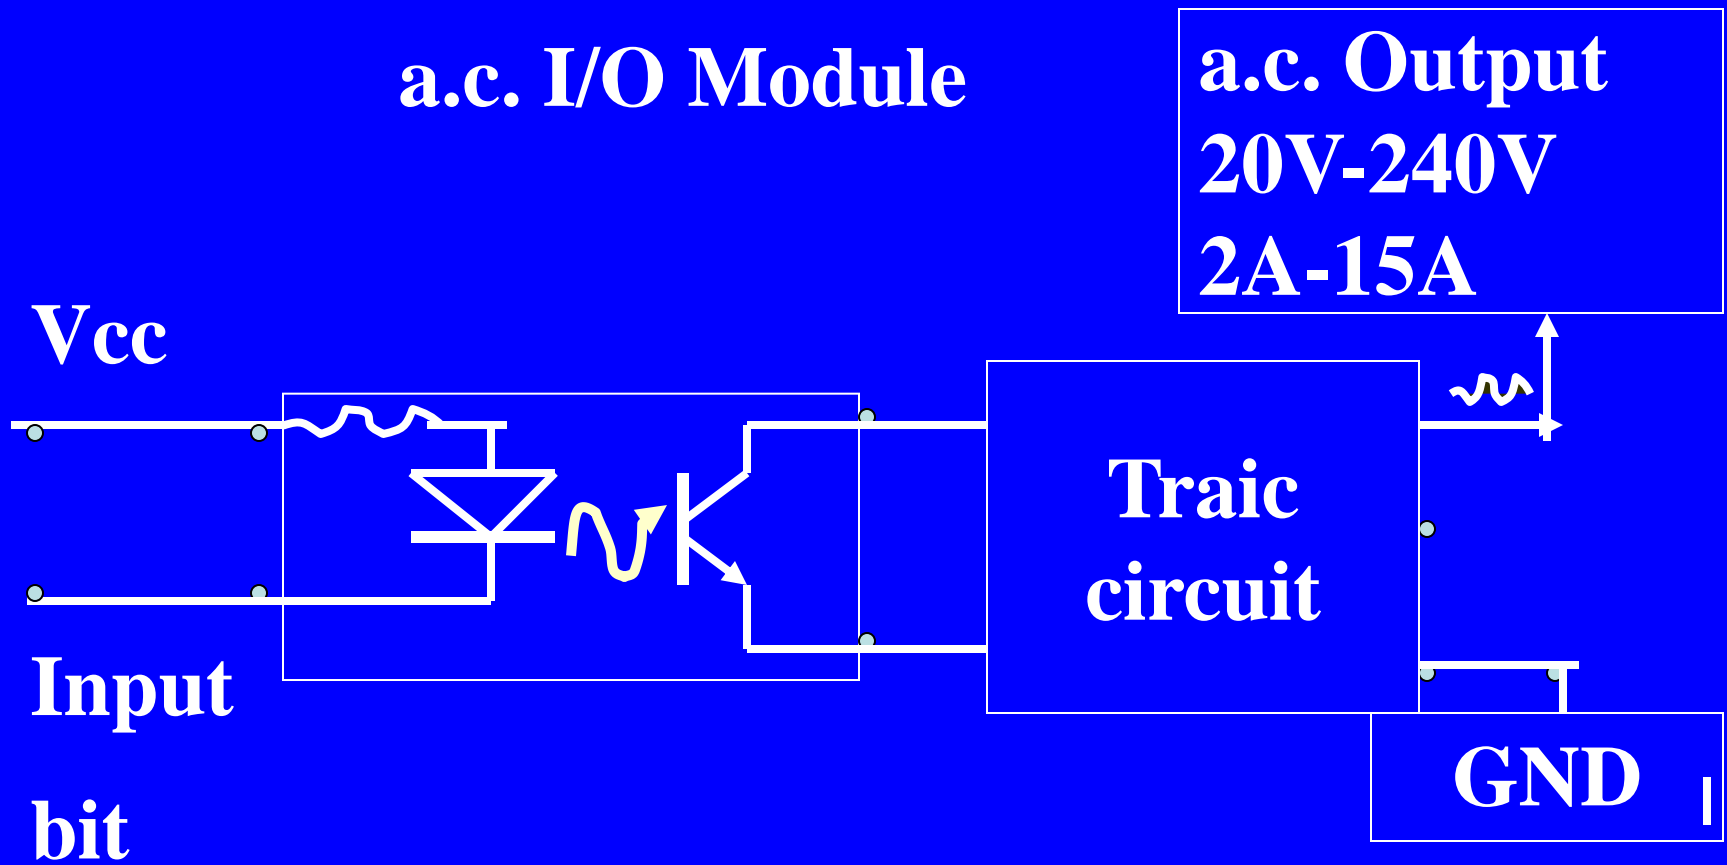 a.c. I/O Module
a.c. Output
20V-240V
2A-15A
Vcc
Traic
circuit
Input
bit
GND